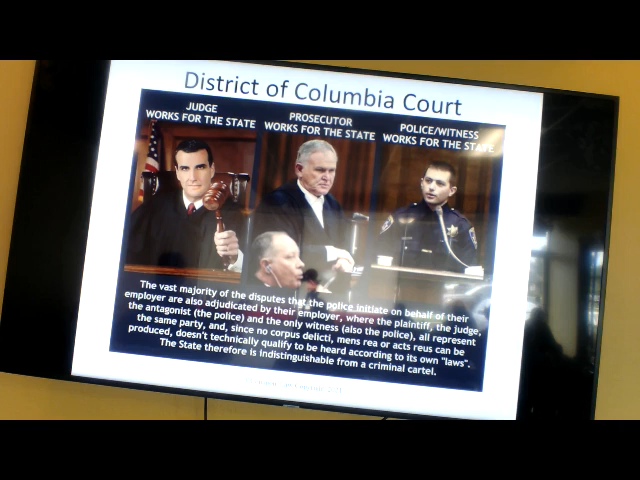 District of Columbia Court
JUDGE
WORKS FOR THE STATE
PROSECUTOR
WORKS FOR THE STATE
POLICE/WITNESS
WORKS FOR THE STATE
The vast majority of the disputes that the police initiate on behalf of their
employer are also adjudicated by their employer, where the plaintiff, the judge,
the antagonist (the police) and the only witness (also the police), all represent
the same party, and, since no corpus delicti, mens rea or acts reus can be
produced, doesn't technically qualify to be heard according to its own "laws".
The State therefore is indistinguishable from a criminal cartel.